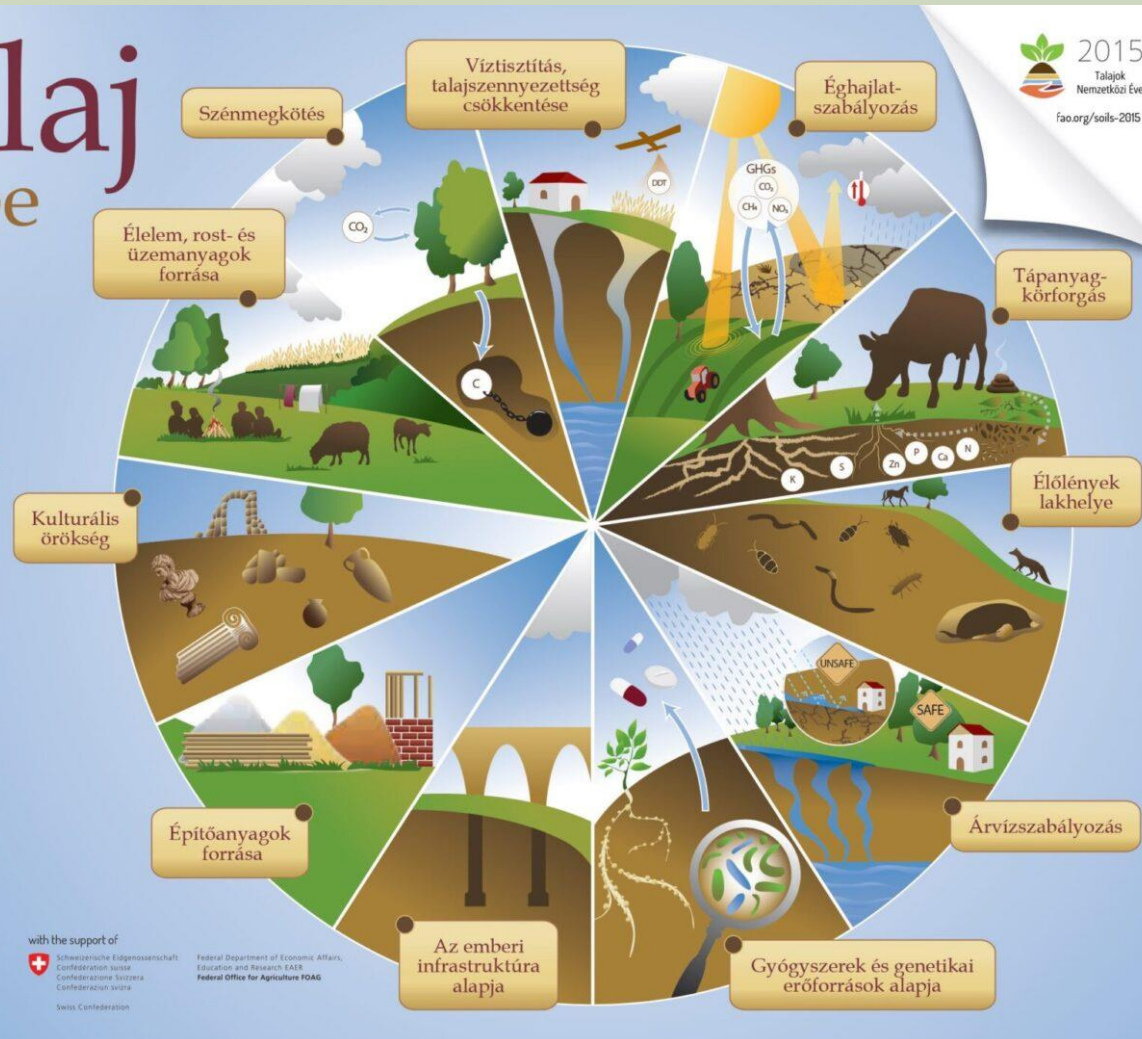 laj
e
2015
Talajok
Nemzetközi Éve
fao.org/soils-2015
Szénmegkötés
Víztisztítás,
talajszennyezettség
csökkentése
Éghajlat-
szabályozás
Élelem, rost- és
üzemanyagok
forrása
Tápanyag-
körforgás
CO₂
DDT
GHGs
CO₂
CH₄
NOₓ
C
K
S
Zn
P
Ca
N
Kulturális
örökség
Élőlények
lakhelye
UNSAFE
SAFE
Építőanyagok
forrása
Árvízszabályozás
Az emberi
infrastruktúra
alapja
Gyógyszerek és genetikai
erőforrások alapja
with the support of
Schweizerische Eidgenossenschaft
Confédération suisse
Confederazione Svizzera
Confederaziun svizra
Swiss Confederation
Federal Department of Economic Affairs,
Education and Research EAER
Federal Office for Agriculture FOAG